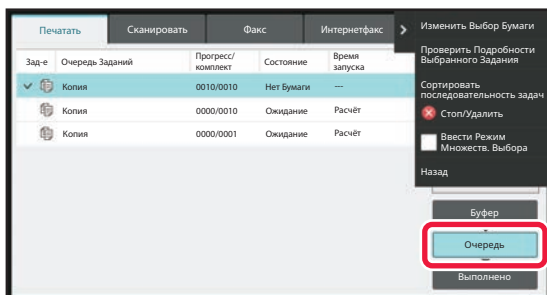 Печатать Сканировать Факс Интернетфакс
Зад-е Очередь Заданий Прогресс/комплект Состояние Время запуска
Копия 0010/0010 Нет Бумаги ---
Копия 0000/0010 Ожидание Расчёт
Копия 0000/0001 Ожидание Расчёт
Изменить Выбор Бумаги
Проверить Подробности
Выбранного Задания
Сортировать
последовательность задач
Стоп/Удалить
Ввести Режим
Множеств. Выбора
Назад
Буфер
Очередь
Выполнено